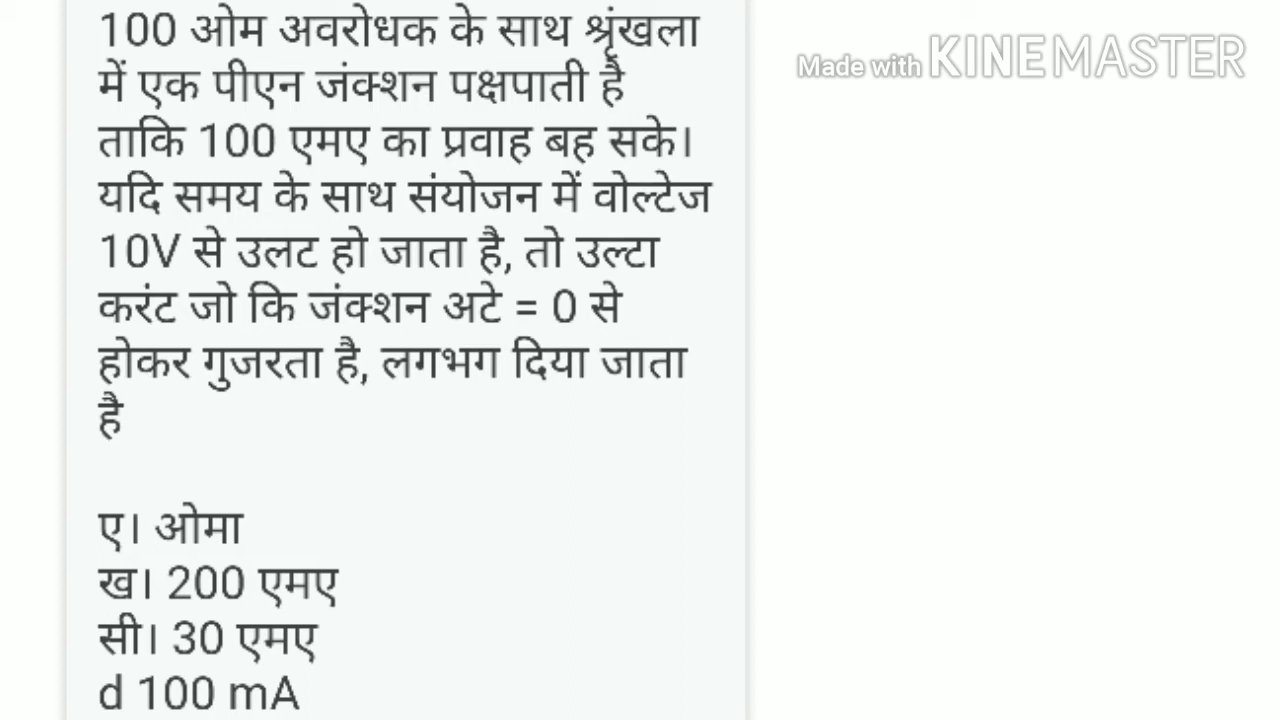 100 ओम अवरोधक के साथ श्रृंखला
में एक पीएन जंक्शन पक्षपाती है
ताकि 100 एमए का प्रवाह बह सके।
यदि समय के साथ संयोजन में वोल्टेज
10V से उलट हो जाता है, तो उल्टा
करंट जो कि जंक्शन अटे = 0 से
होकर गुजरता है, लगभग दिया जाता
है
ए। ओमा
ख। 200 एमए
सी। 30 एमए
d 100 mA
Made with KINEMASTER